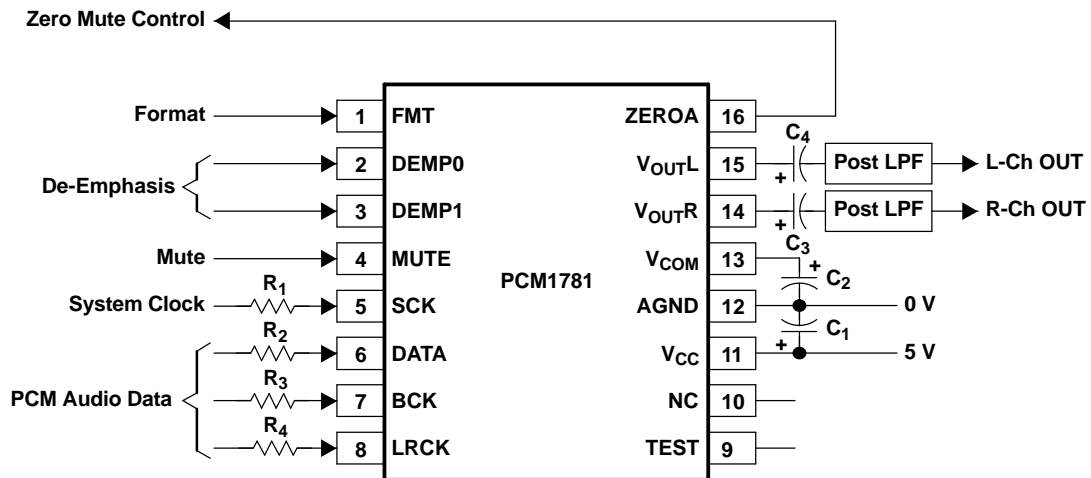 Zero Mute Control
Format 1 FMT ZEROA 16
C4
2 DEMP0 VOUTL 15 + Post LPF L-Ch OUT
De-Emphasis
3 DEMP1 VOUTR 14 + Post LPF R-Ch OUT
C3
Mute 4 MUTE VCOM 13 +
PCM1781
C2
R1
System Clock 5 SCK AGND 12 0 V
C1
R2
6 DATA VCC 11 + 5 V
R3
PCM Audio Data 7 BCK NC 10
R4
8 LRCK TEST 9